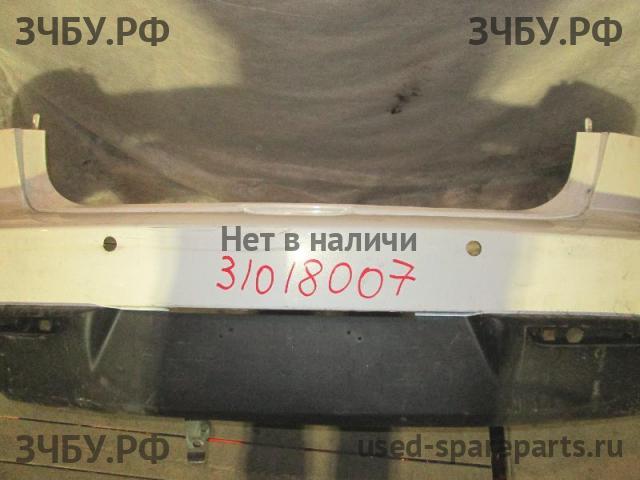 ЗЧБУ.РФ ЗЧБУ.РФ
Нет в наличи
31018007
ЗЧБУ.РФ used-spareparts.ru